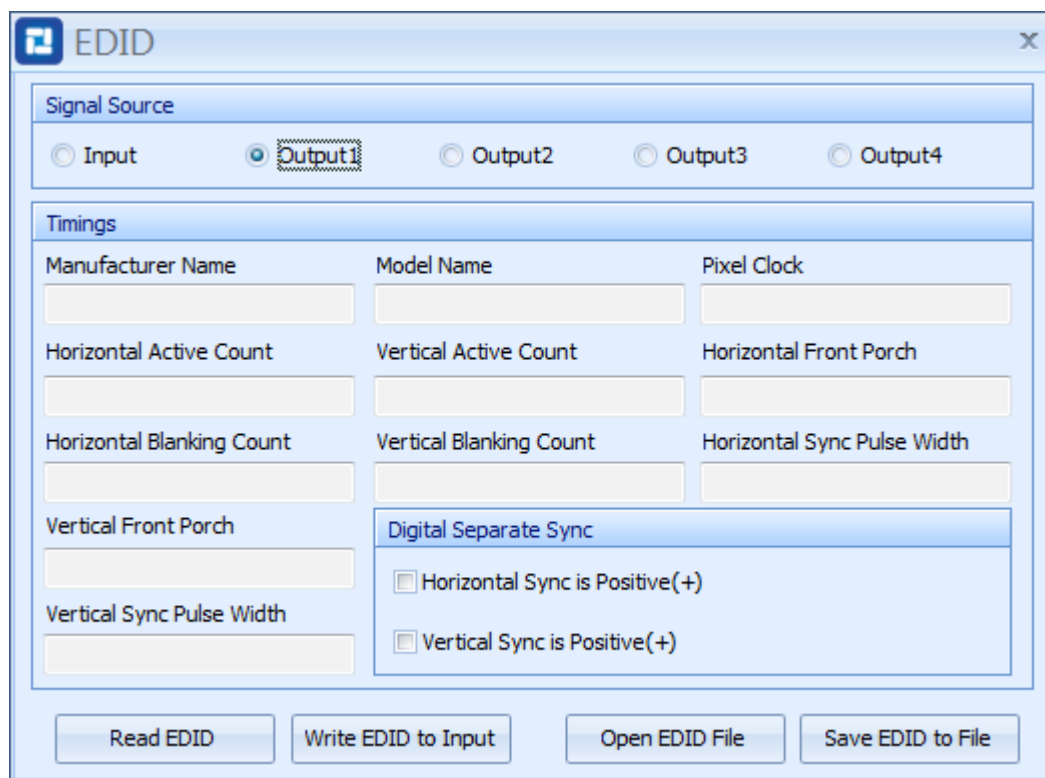 EDID
Signal Source
Input Output1 Output2 Output3 Output4
Timings
Manufacturer Name Model Name Pixel Clock
Horizontal Active Count Vertical Active Count Horizontal Front Porch
Horizontal Blanking Count Vertical Blanking Count Horizontal Sync Pulse Width
Vertical Front Porch
Digital Separate Sync
Horizontal Sync is Positive(+)
Vertical Sync Pulse Width
Vertical Sync is Positive(+)
Read EDID Write EDID to Input Open EDID File Save EDID to File